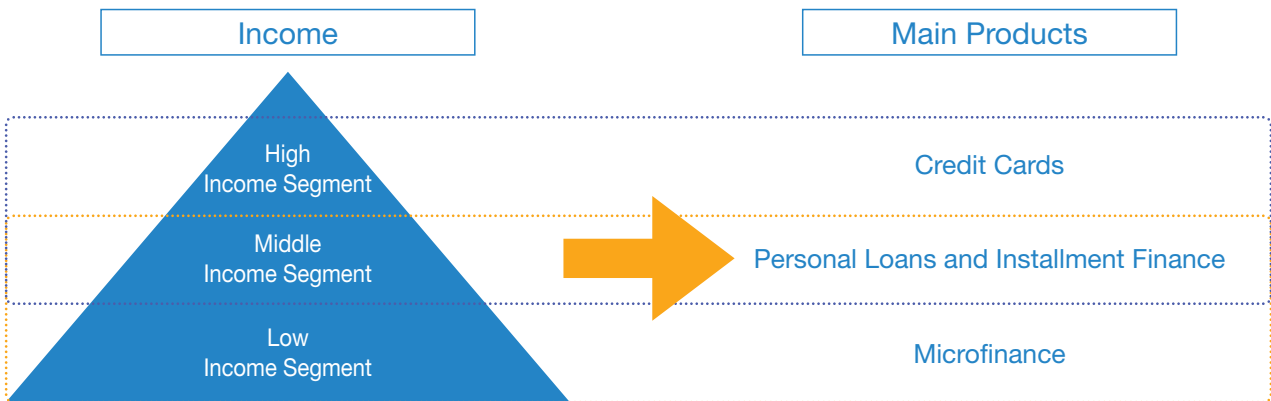 Income
Main Products
High
Income Segment
Credit Cards
Middle
Income Segment
Personal Loans and Installment Finance
Low
Income Segment
Microfinance